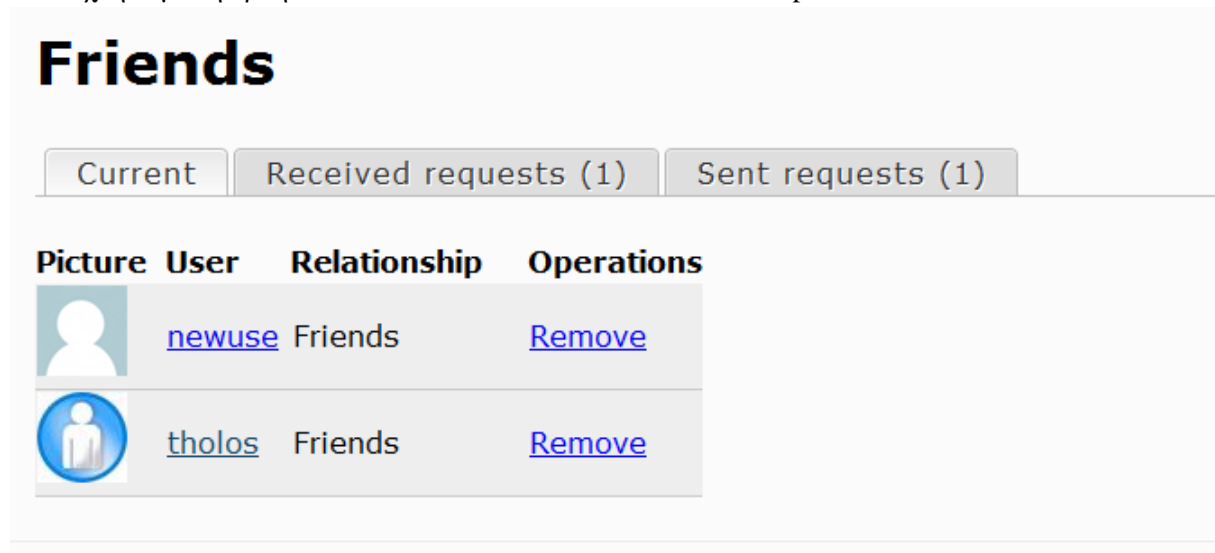 Friends
Current Received requests (1) Sent requests (1)
Picture User Relationship Operations
newuse Friends Remove
tholos Friends Remove